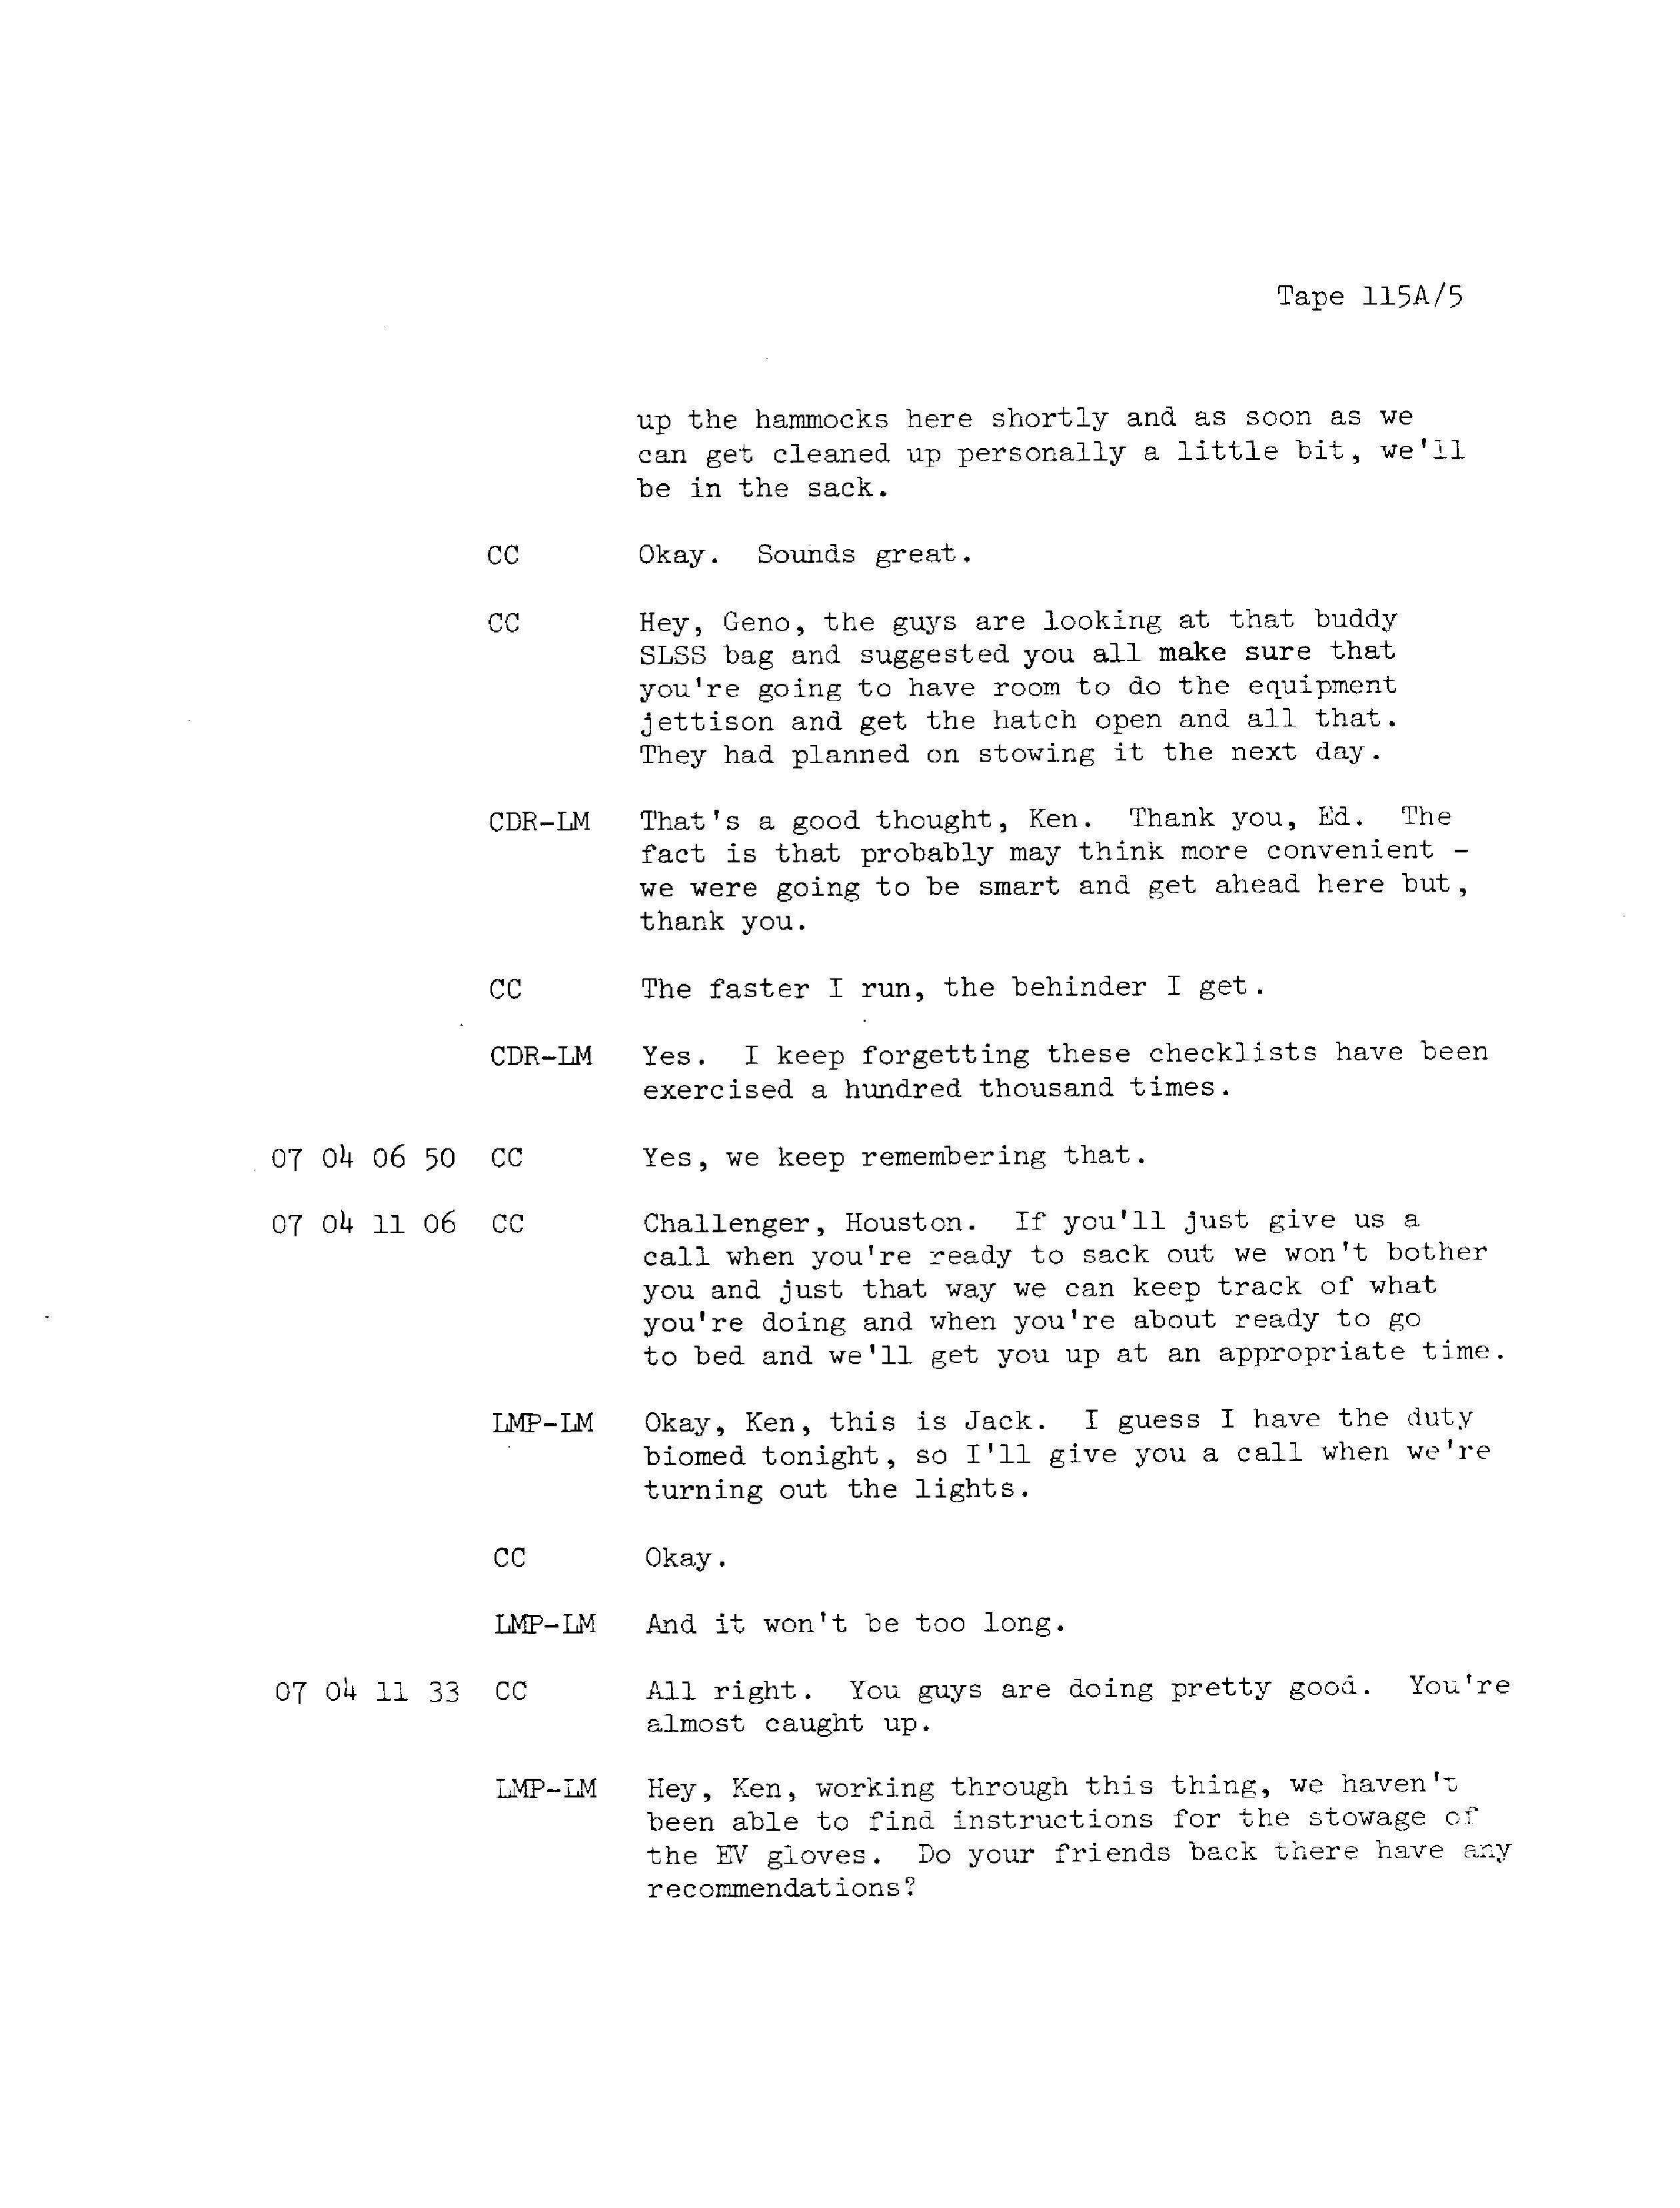 Tape 115A/5
up the hammocks here shortly and as soon as we
can get cleaned up personally a little bit, we'll
be in the sack.
CC Okay. Sounds great.
CC Hey, Geno, the guys are looking at that buddy
SLSS bag and suggested you all make sure that
you're going to have room to do the equipment
jettison and get the hatch open and all that.
They had planned on stowing it the next day.
CDR-LM That's a good thought, Ken. Thank you, Ed. The
fact is that probably may think more convenient -
we were going to be smart and get ahead here but,
thank you.
CC The faster I run, the behinder I get.
CDR-LM Yes. I keep forgetting these checklists have been
exercised a hundred thousand times.
07 04 06 50 CC Yes, we keep remembering that.
07 04 11 06 CC Challenger, Houston. If you'll just give us a
call when you're ready to sack out we won't bother
you and just that way we can keep track of what
you're doing and when you're about ready to go
to bed and we'll get you up at an appropriate time.
LMP-LM Okay, Ken, this is Jack. I guess I have the duty
biomed tonight, so I'll give you a call when we're
turning out the lights.
CC Okay.
LMP-LM And it won't be too long.
07 04 11 33 CC All right. You guys are doing pretty good. You're
almost caught up.
LMP-LM Hey, Ken, working through this thing, we haven't
been able to find instructions for the stowage of
the EV gloves. Do your friends back there have any
recommendations?